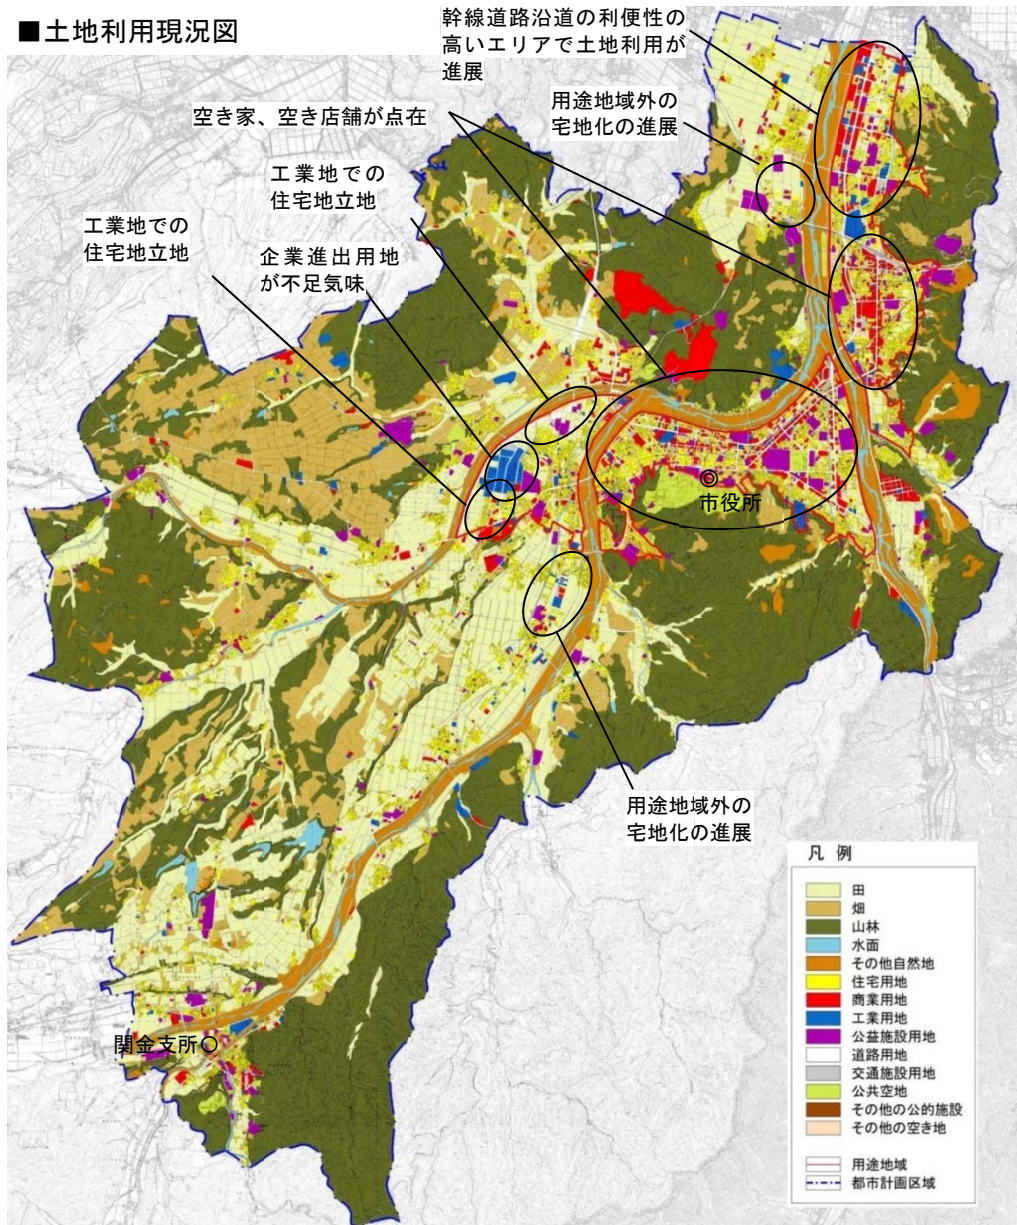 ■土地利用現況図
幹線道路沿道の利便性の
高いエリアで土地利用が
進展
用途地域外の
宅地化の進展
空き家、空き店舗が点在
工業地での
住宅地立地
工業地での
住宅地立地
企業進出用地
が不足気味
市役所
用途地域外の
宅地化の進展
関金支所
凡 例
田
畑
山林
水面
その他自然地
住宅用地
商業用地
工業用地
公益施設用地
道路用地
交通施設用地
公共空地
その他の公的施設
その他の空き地
用途地域
都市計画区域